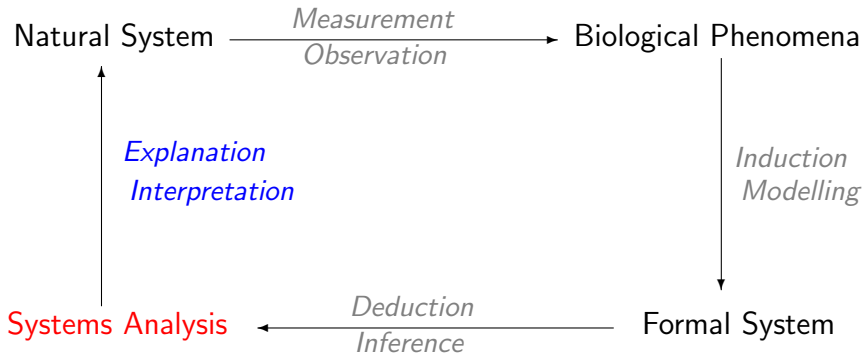 Natural System
Measurement
Observation
Biological Phenomena
Explanation
Interpretation
Induction
Modelling
Systems Analysis
Deduction
Inference
Formal System